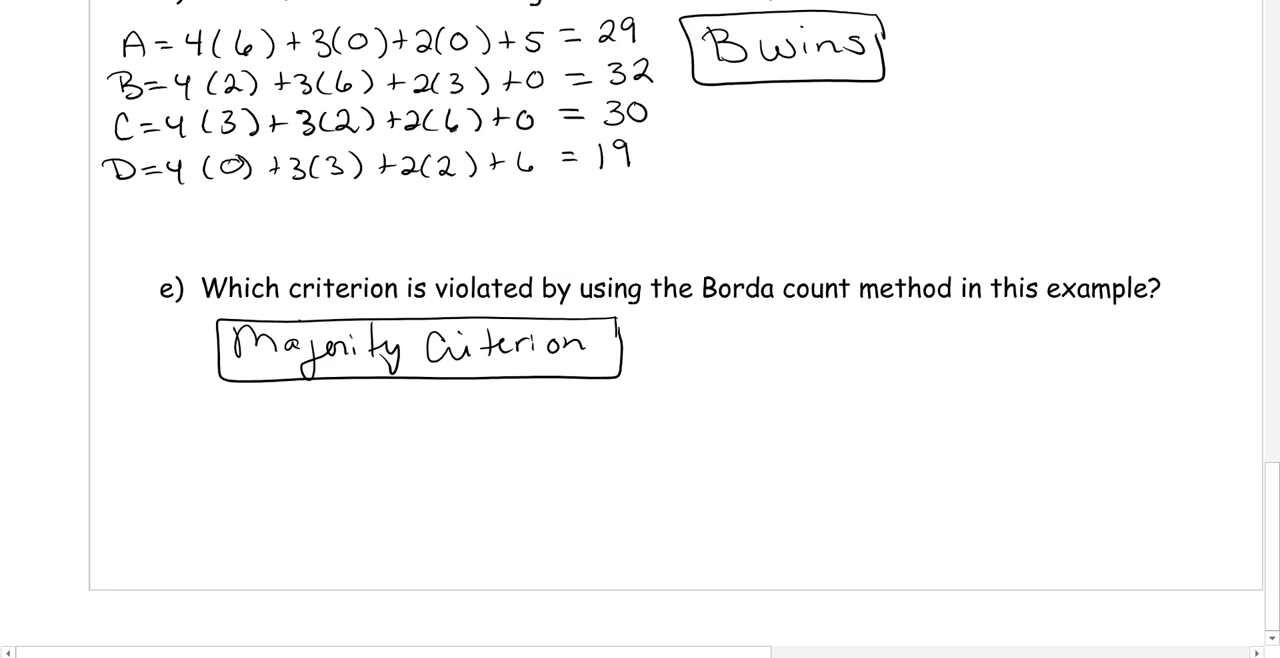 A = 4(6) + 3(0) + 2(0) + 5 = 29
B wins
B = 4(2) + 3(6) + 2(3) + 0 = 32
C = 4(3) + 3(2) + 2(6) + 0 = 30
D = 4(0) + 3(3) + 2(2) + 6 = 19
e) Which criterion is violated by using the Borda count method in this example?
Majority Criterion